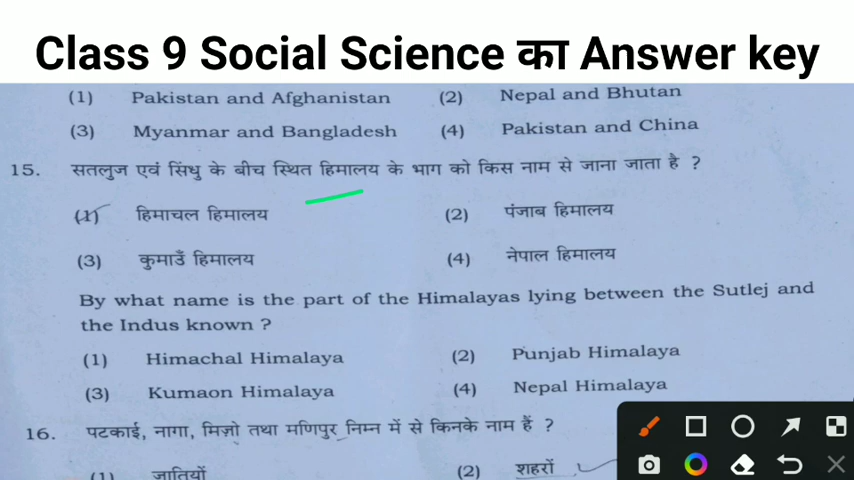 Class 9 Social Science का Answer key
(1) Pakistan and Afghanistan (2) Nepal and Bhutan
(3) Myanmar and Bangladesh (4) Pakistan and China
15. सतलुज एवं सिंधु के बीच स्थित हिमालय के भाग को किस नाम से जाना जाता है ?
(1) हिमाचल हिमालय (2) पंजाब हिमालय
(3) कुमाउँ हिमालय (4) नेपाल हिमालय
By what name is the part of the Himalayas lying between the Sutlej and
the Indus known ?
(1) Himachal Himalaya (2) Punjab Himalaya
(3) Kumaon Himalaya (4) Nepal Himalaya
16. पटकाई, नागा, मिज़ो तथा मणिपुर निम्न में से किनके नाम हैं ?
(1) जातियों (2) शहरों